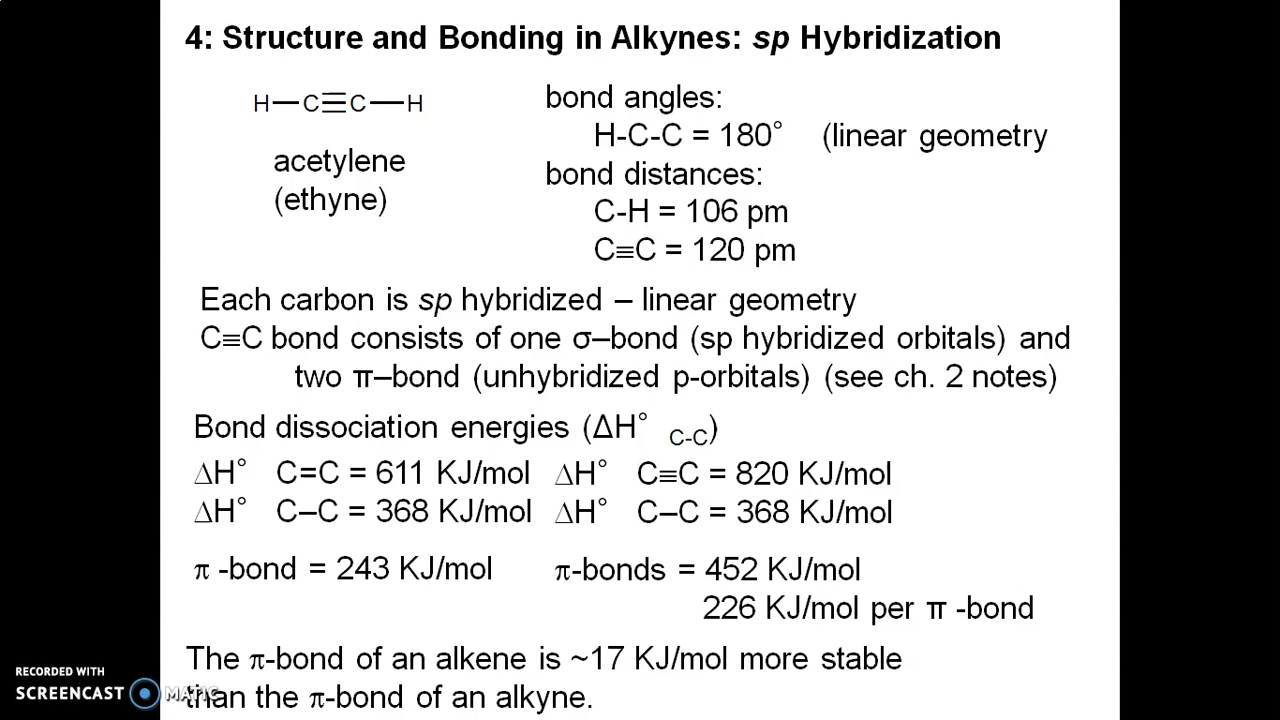 4: Structure and Bonding in Alkynes: sp Hybridization
H—C≡C—H
acetylene
(ethyne)
bond angles:
H-C-C = 180° (linear geometry
bond distances:
C-H = 106 pm
C≡C = 120 pm
Each carbon is sp hybridized – linear geometry
C≡C bond consists of one σ–bond (sp hybridized orbitals) and
two π–bond (unhybridized p-orbitals) (see ch. 2 notes)
Bond dissociation energies (ΔH° C-C)
ΔH° C=C = 611 KJ/mol ΔH° C≡C = 820 KJ/mol
ΔH° C–C = 368 KJ/mol ΔH° C–C = 368 KJ/mol
π -bond = 243 KJ/mol π-bonds = 452 KJ/mol
226 KJ/mol per π -bond
The π-bond of an alkene is ~17 KJ/mol more stable
than the π-bond of an alkyne.
RECORDED WITH
SCREENCAST MATIC